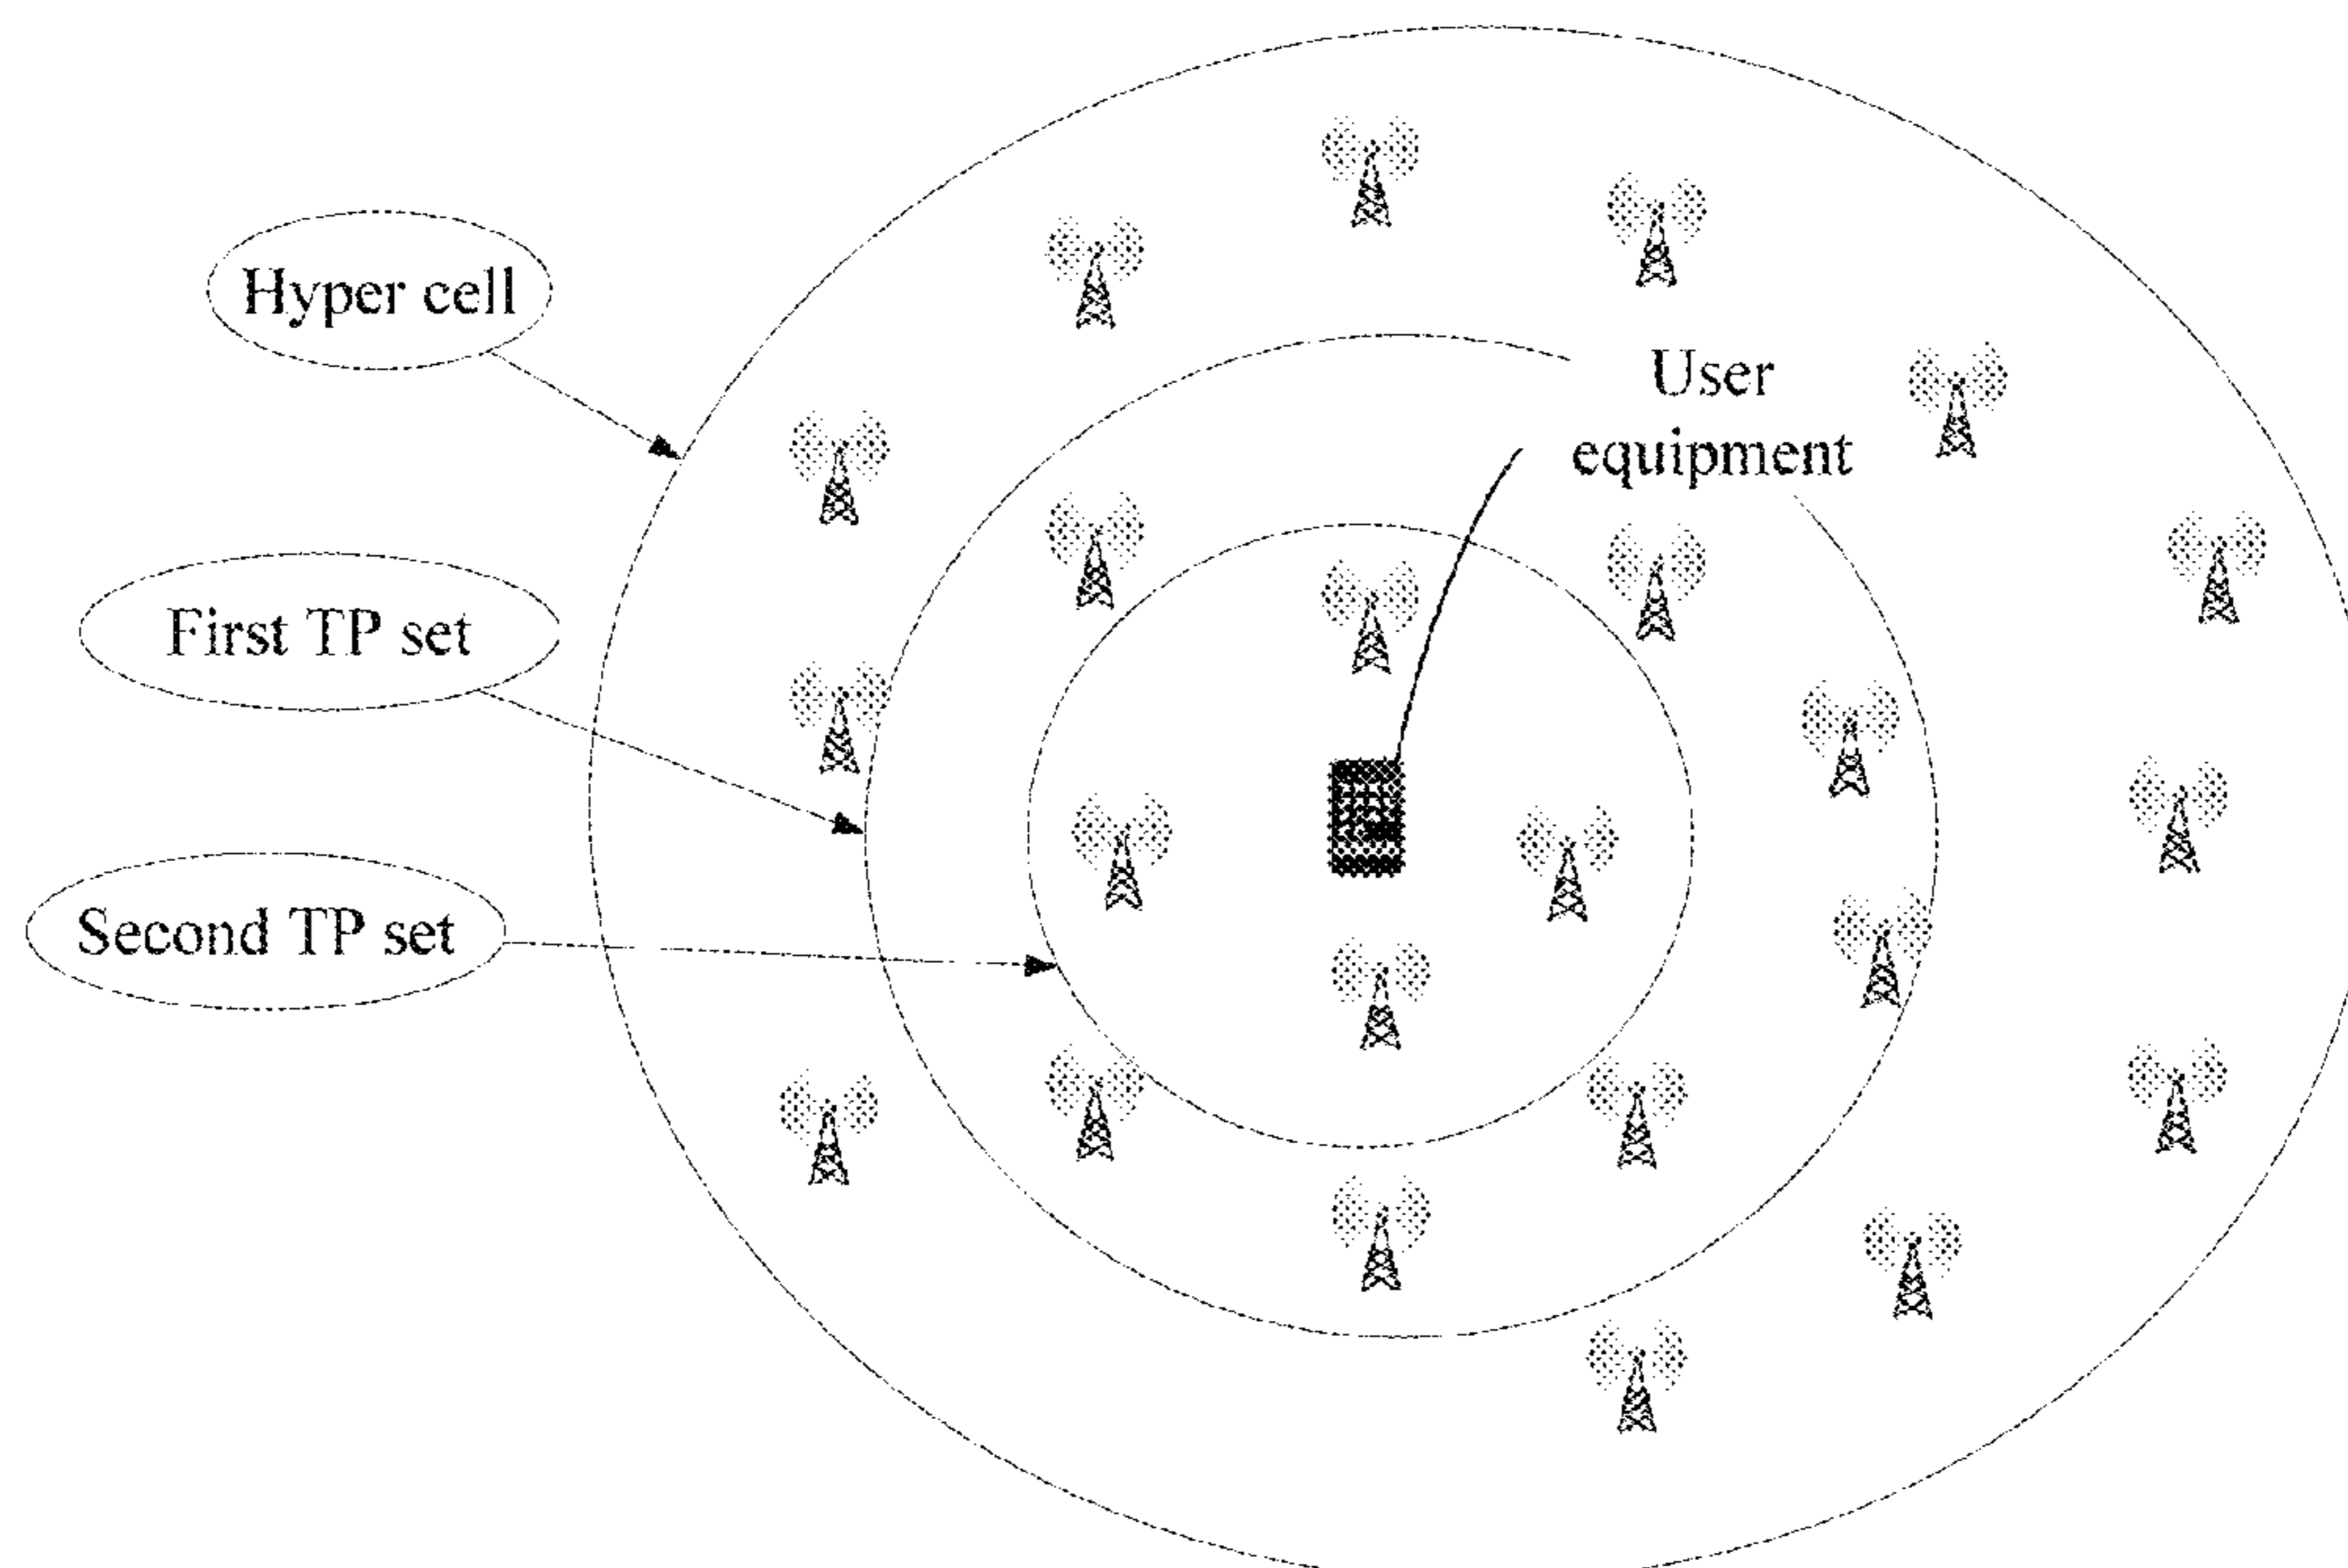 Hyper cell
User
equipment
First TP set
Second TP set